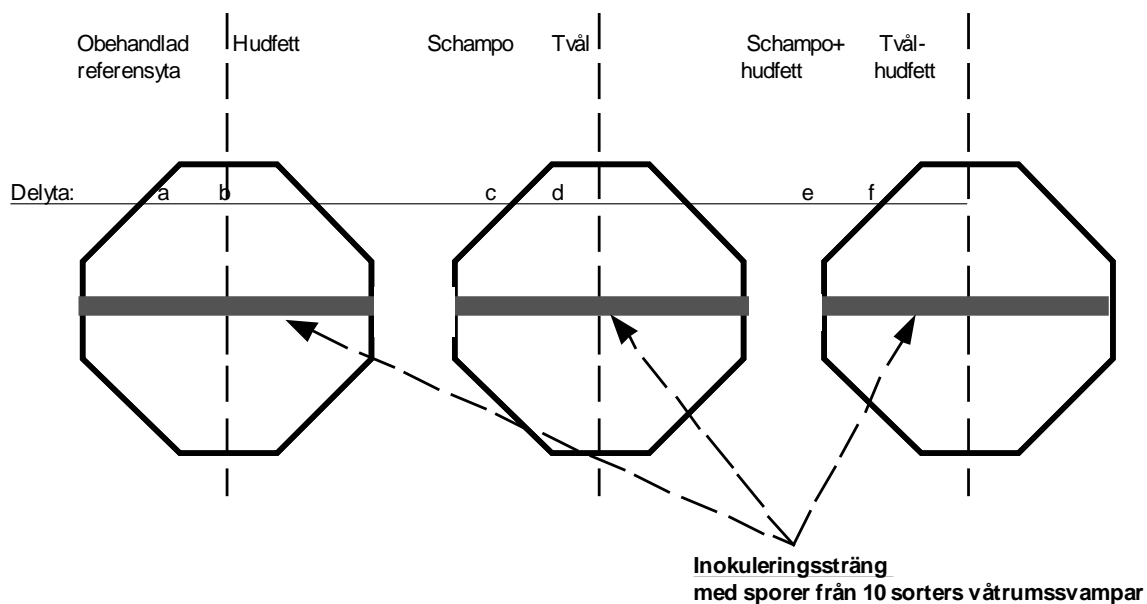 Obehandlad Hudfett Schampo Tvål Schampo+ Tvål-
referensyta hudfett hudfett
Delyta: a b c d e f
Inokuleringssträng
med sporer från 10 sorters våtrumssvampar